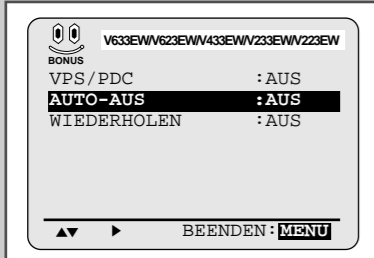 V633EW/V623EW/V433EW/V233EW/V223EW
BONUS
VPS/PDC :AUS
AUTO-AUS :AUS
WIEDERHOLEN :AUS
▲▼ ▶ BEENDEN:MENU